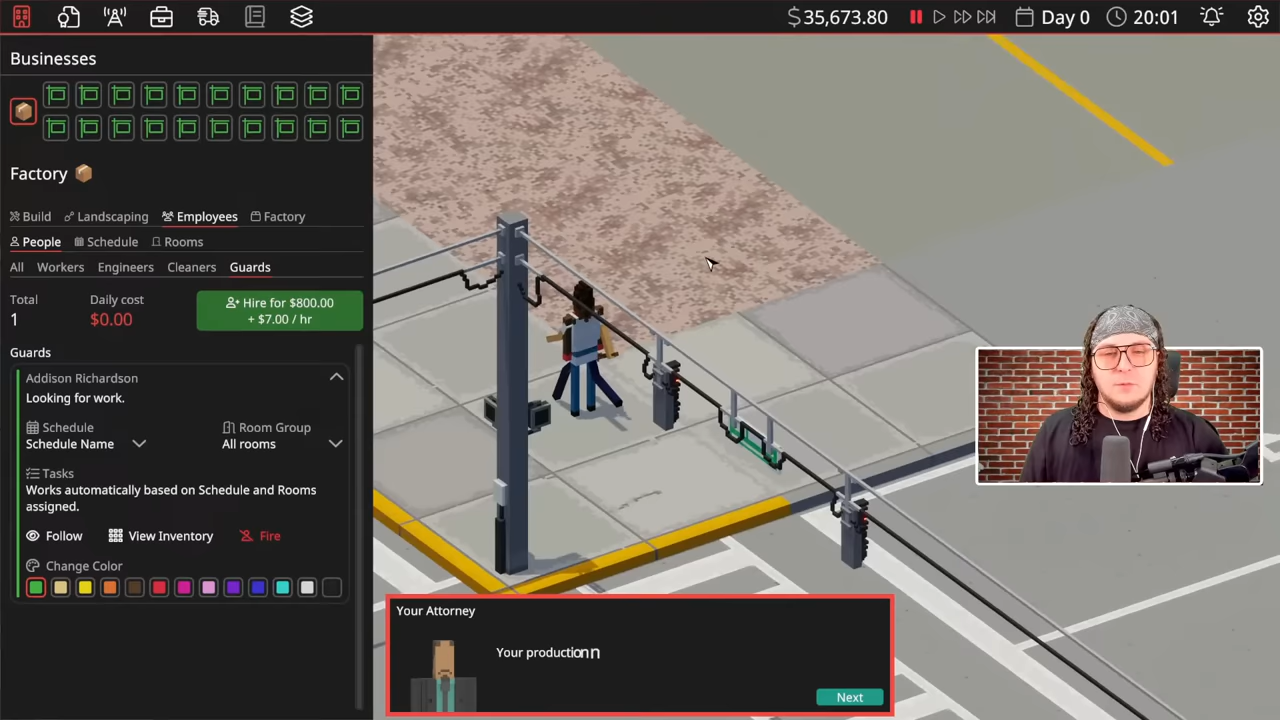 $35,673.80
Day 0
20:01
Businesses
Factory
Build
Landscaping
Employees
Factory
People
Schedule
Rooms
All
Workers
Engineers
Cleaners
Guards
Total
1
Daily cost
$0.00
Hire for $800.00
+ $7.00 / hr
Guards
Addison Richardson
Looking for work.
Schedule
Schedule Name
Room Group
All rooms
Tasks
Works automatically based on Schedule and Rooms
assigned.
Follow
View Inventory
Fire
Change Color
Your Attorney
Your productionn
Next